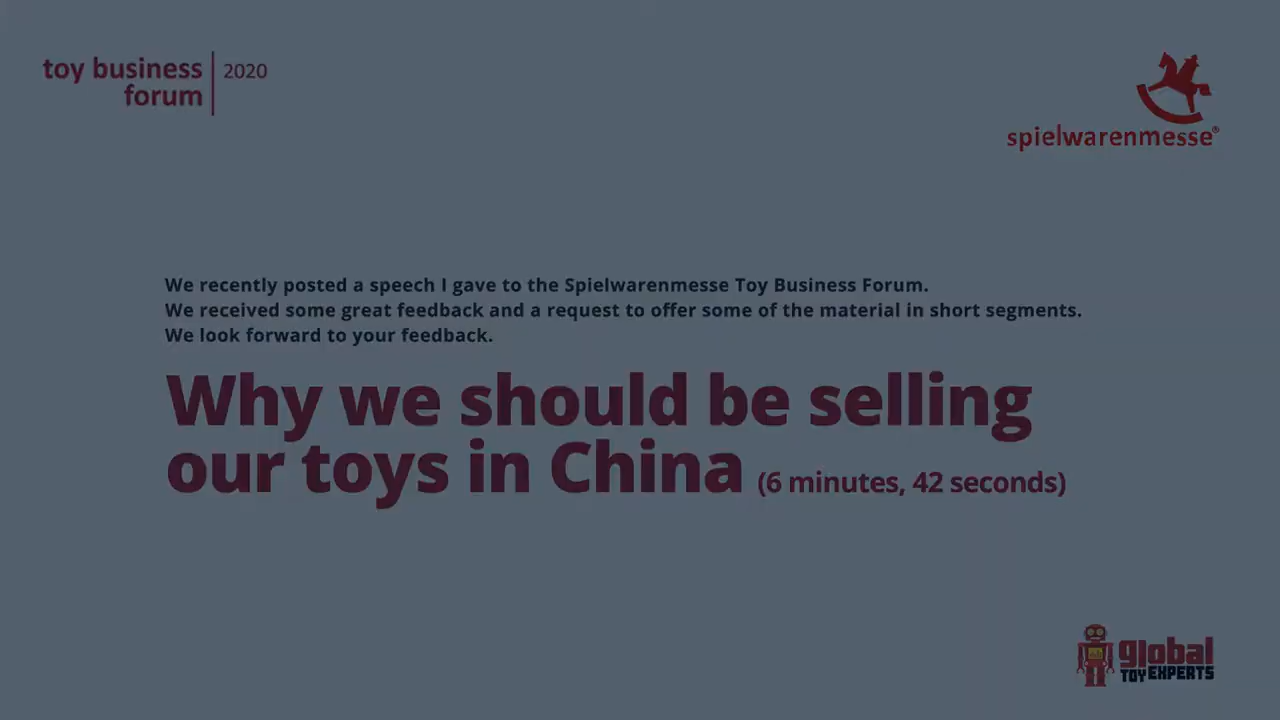 toy business
forum
2020
spielwarenmesse®
We recently posted a speech I gave to the Spielwarenmesse Toy Business Forum.
We received some great feedback and a request to offer some of the material in short segments.
We look forward to your feedback.
Why we should be selling
our toys in China (6 minutes, 42 seconds)
global
TOY EXPERTS